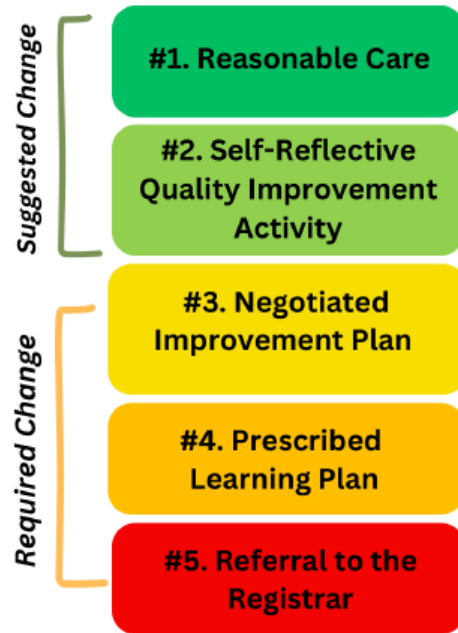 Suggested Change
#1. Reasonable Care
#2. Self-Reflective
Quality Improvement
Activity
Required Change
#3. Negotiated
Improvement Plan
#4. Prescribed
Learning Plan
#5. Referral to the
Registrar